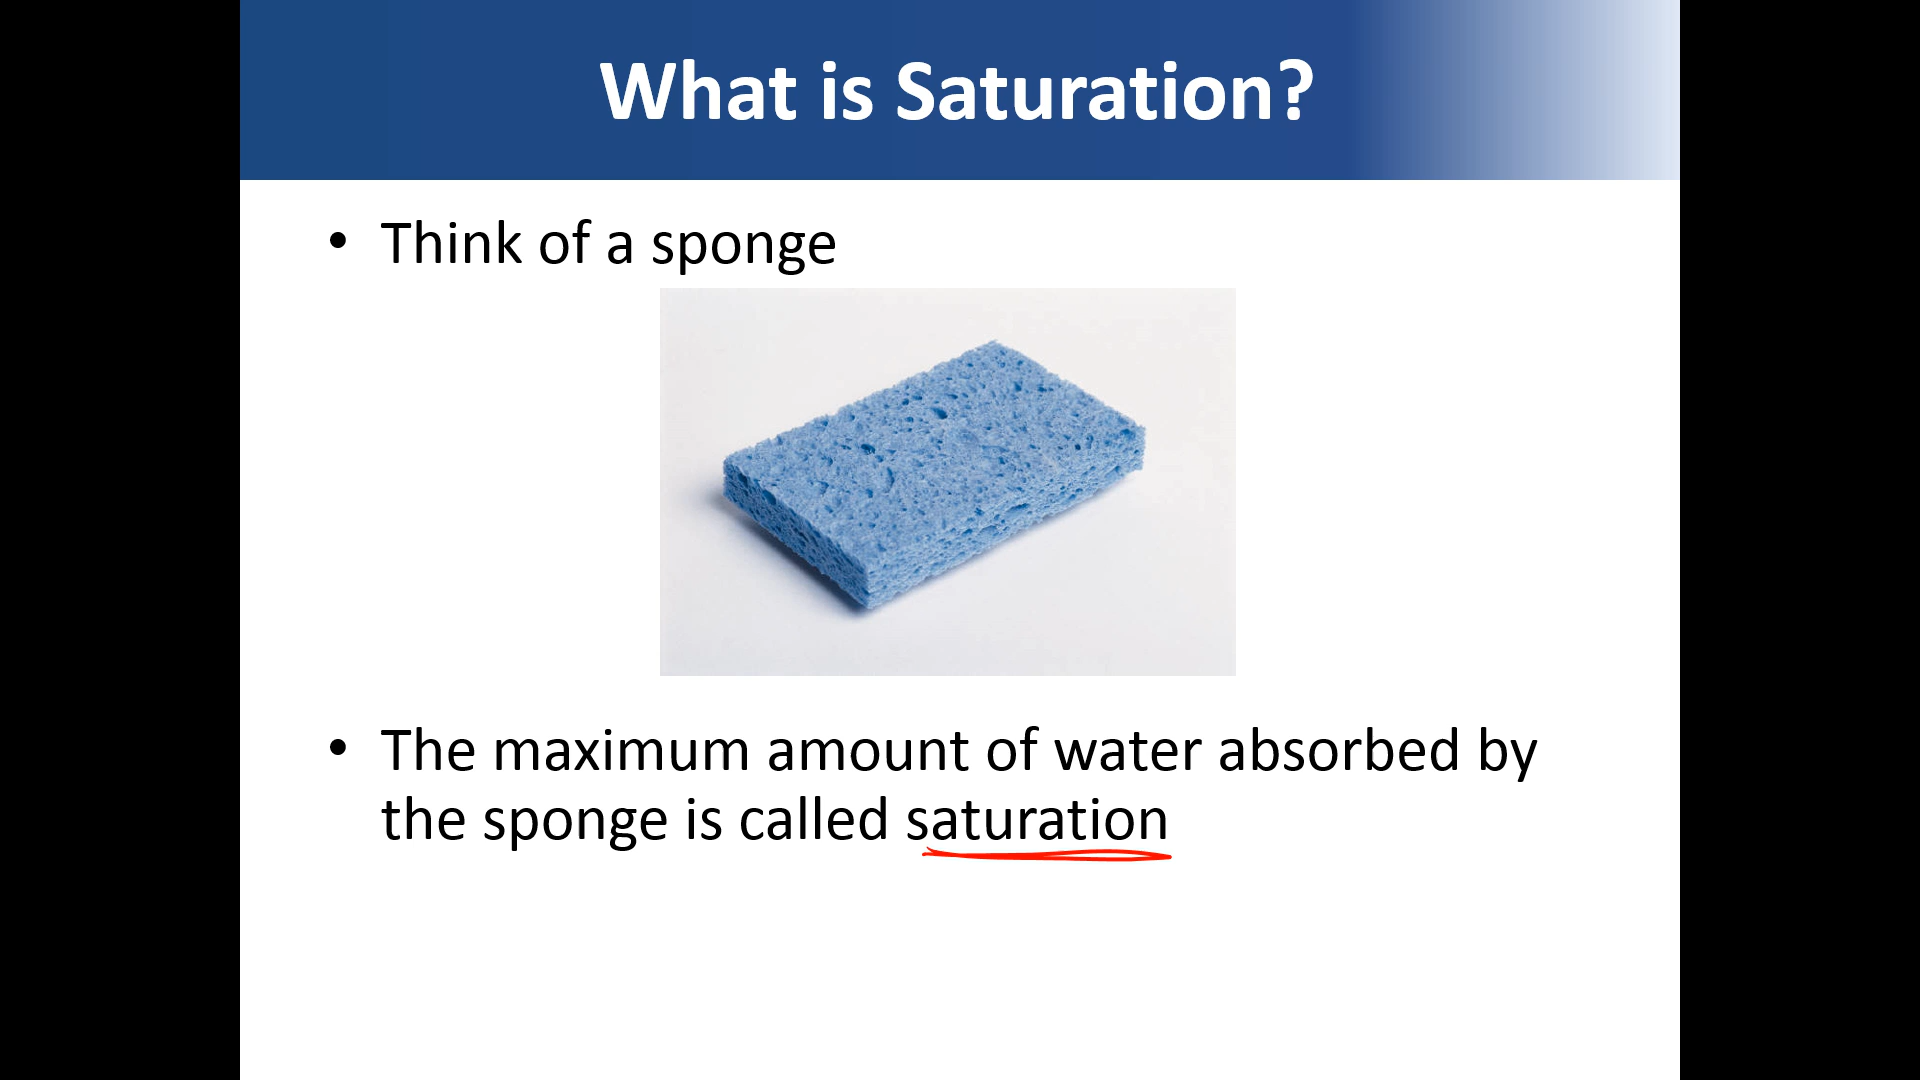 What is Saturation?
• Think of a sponge
• The maximum amount of water absorbed by
the sponge is called saturation